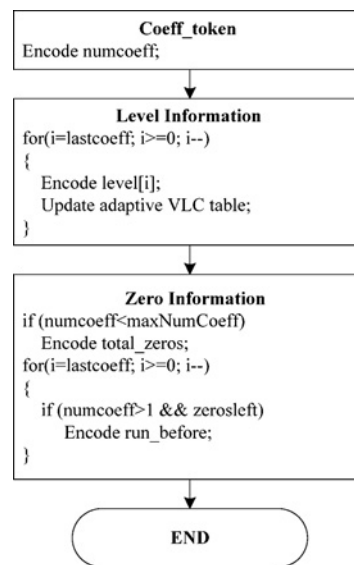 Coeff_token
Encode numcoeff;
Level Information
for(i=lastcoeff; i>=0; i--)
{
Encode level[i];
Update adaptive VLC table;
}
Zero Information
if (numcoeff<maxNumCoeff)
Encode total_zeros;
for(i=lastcoeff; i>=0; i--)
{
if (numcoeff>1 && zerosleft)
Encode run_before;
}
END